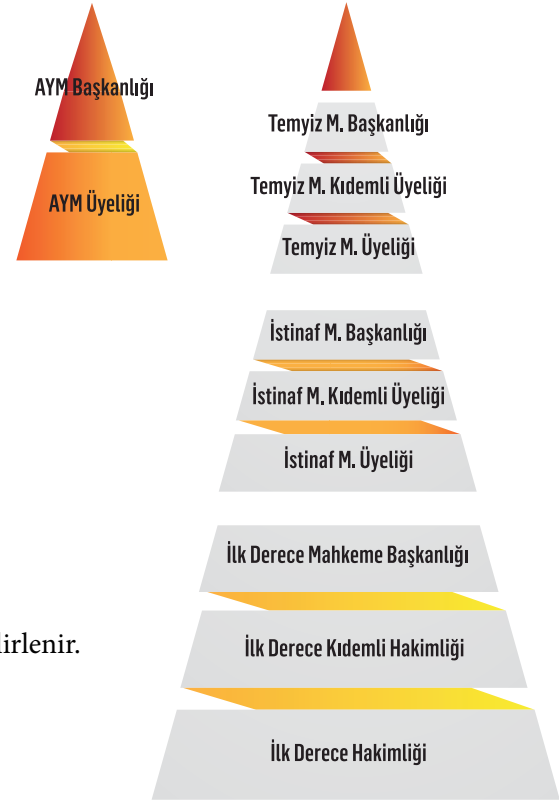 AYM Başkanlığı
AYM Üyeliği
Temyiz M. Başkanlığı
Temyiz M. Kıdemli Üyeliği
Temyiz M. Üyeliği
İstinaf M. Başkanlığı
İstinaf M. Kıdemli Üyeliği
İstinaf M. Üyeliği
İlk Derece Mahkeme Başkanlığı
lirlenir.
İlk Derece Kıdemli Hakimliği
İlk Derece Hakimliği